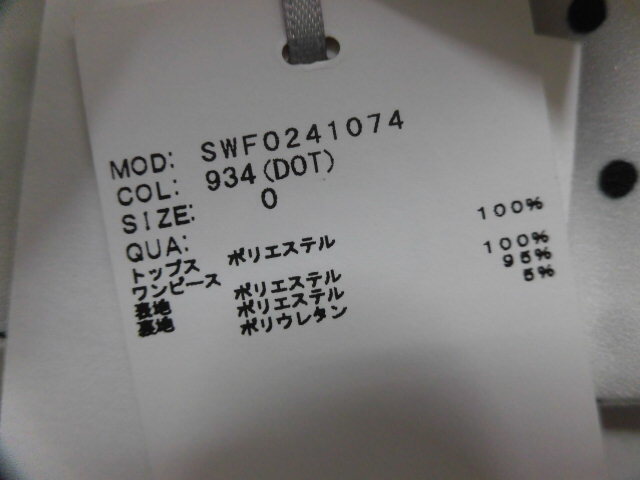 MOD: SWF0241074
COL: 934(DOT)
SIZE: 0
QUA:
トップス ポリエステル 100%
ワンピース
表地 ポリエステル 100%
裏地 ポリエステル 95%
ポリウレタン 5%